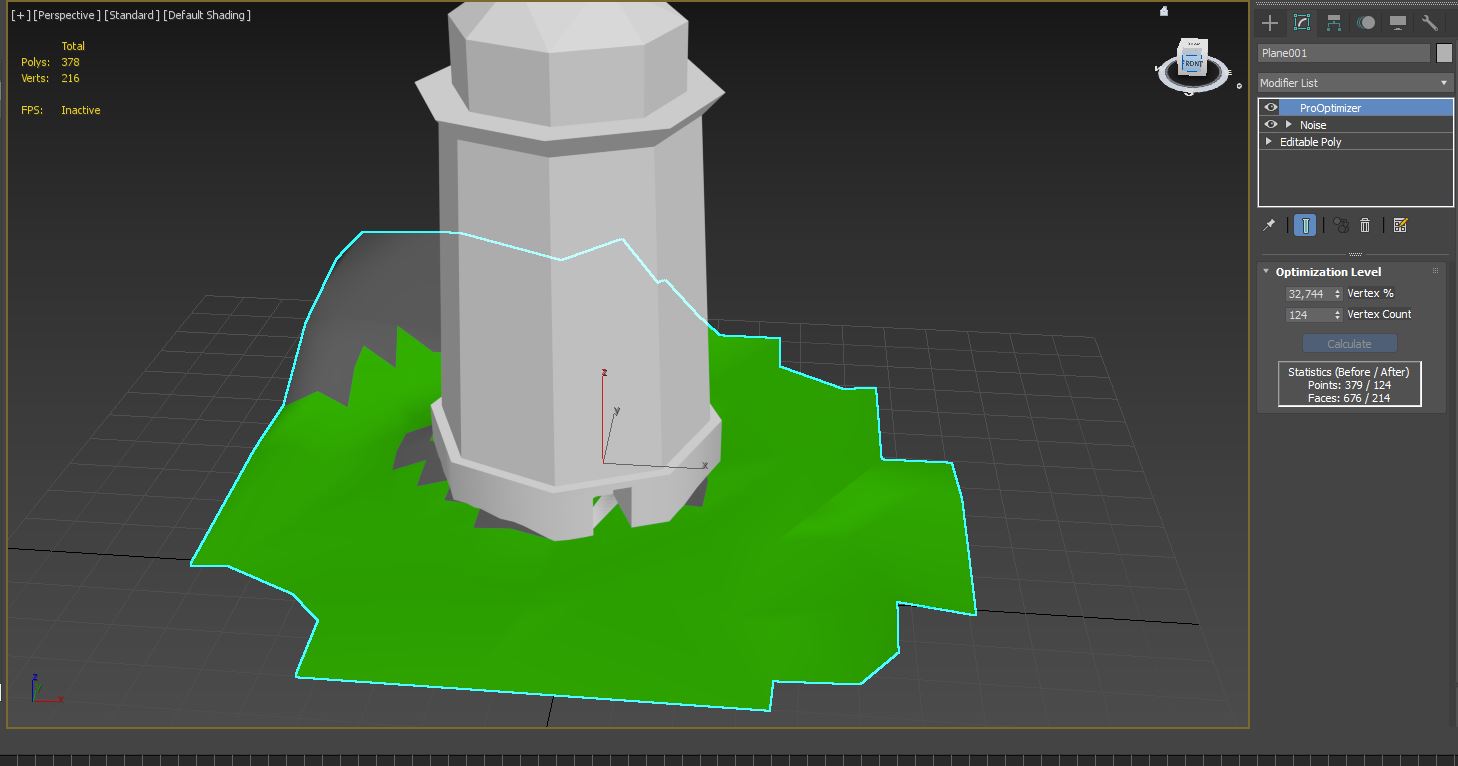 [+] [Perspective ] [Standard ] [Default Shading ]
Total
Polys: 378
Verts: 216
FPS: Inactive
FRONT
Plane001
Modifier List
ProOptimizer
Noise
Editable Poly
Optimization Level
32,744 Vertex %
124 Vertex Count
Calculate
Statistics (Before / After)
Points: 379 / 124
Faces: 676 / 214
z
y
x
z
y
x